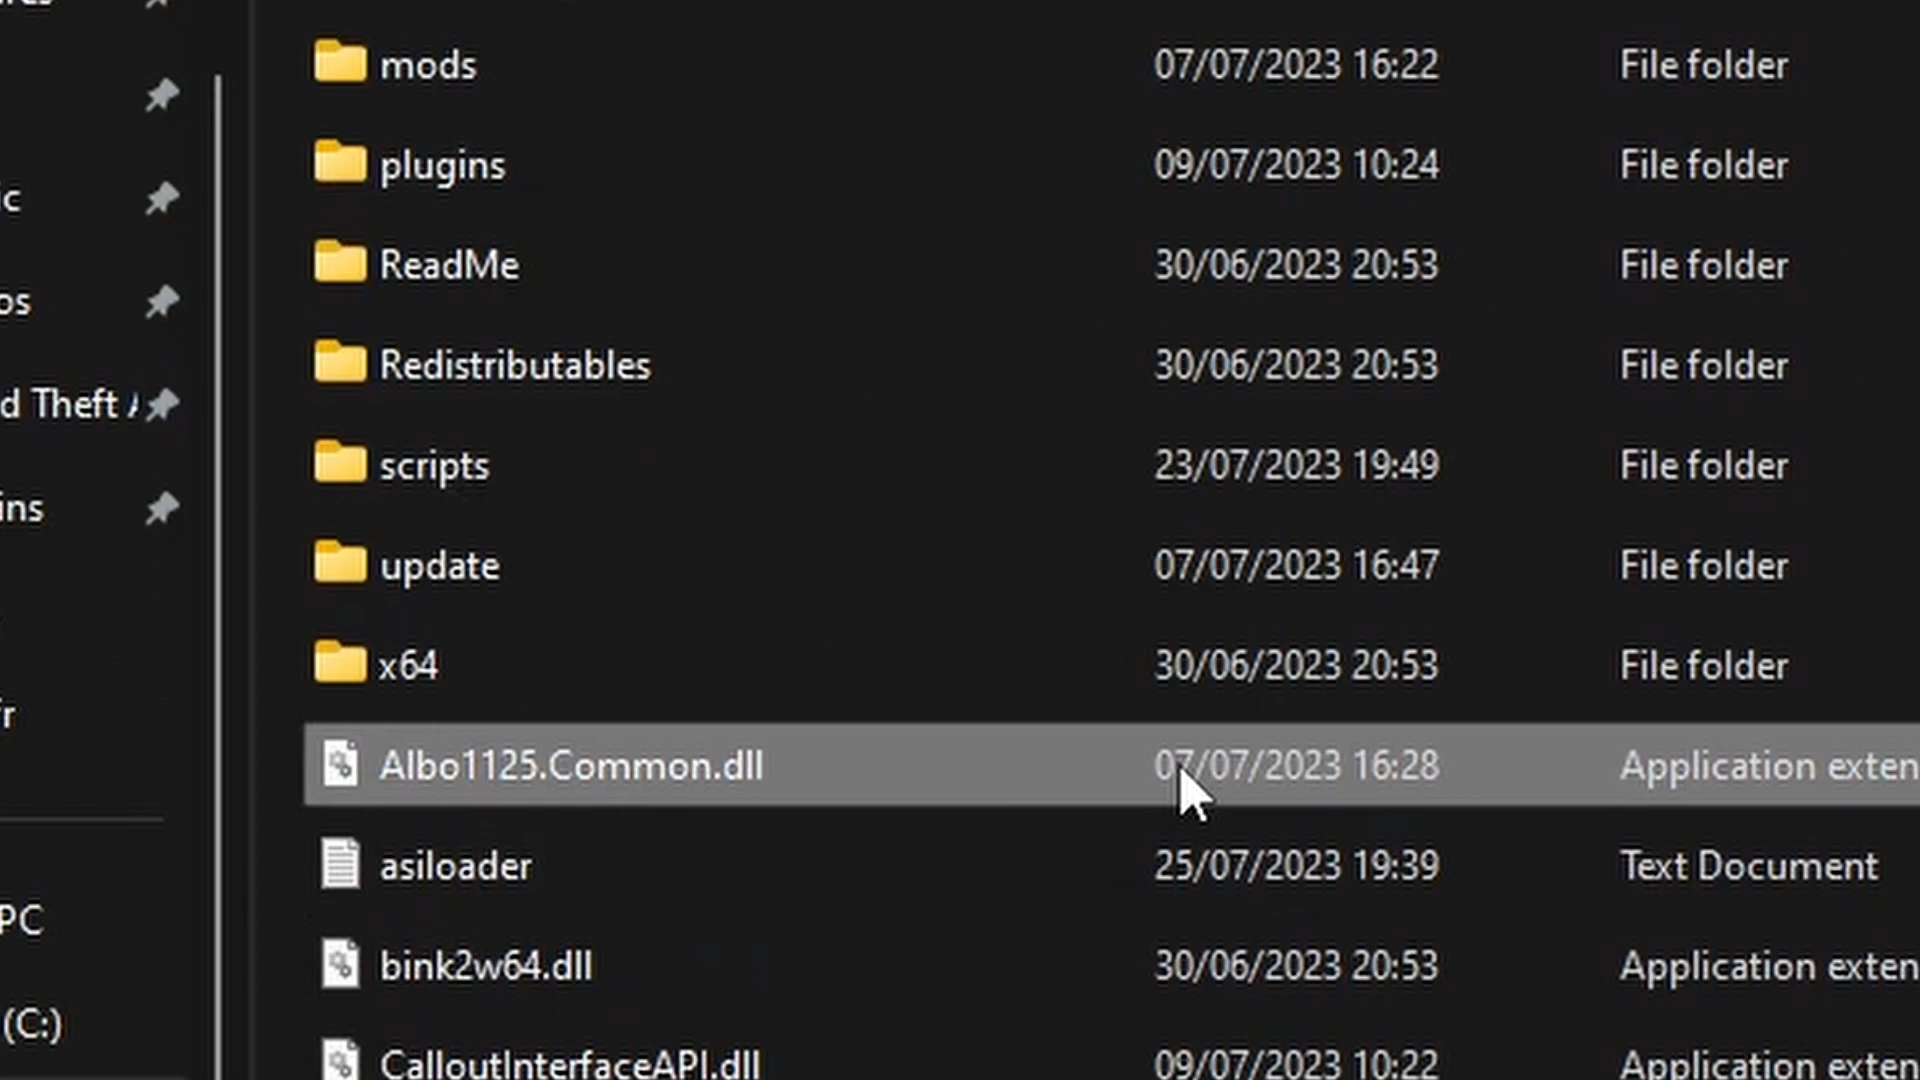 mods 07/07/2023 16:22 File folder
plugins 09/07/2023 10:24 File folder
ic
ReadMe 30/06/2023 20:53 File folder
os
Redistributables 30/06/2023 20:53 File folder
d Theft A
scripts 23/07/2023 19:49 File folder
ins
update 07/07/2023 16:47 File folder
x64 30/06/2023 20:53 File folder
Albo1125.Common.dll 07/07/2023 16:28 Application exten
asiloader 25/07/2023 19:39 Text Document
PC
bink2w64.dll 30/06/2023 20:53 Application exten
(C:)
CalloutInterfaceAPI.dll 09/07/2023 10:22 Application exten